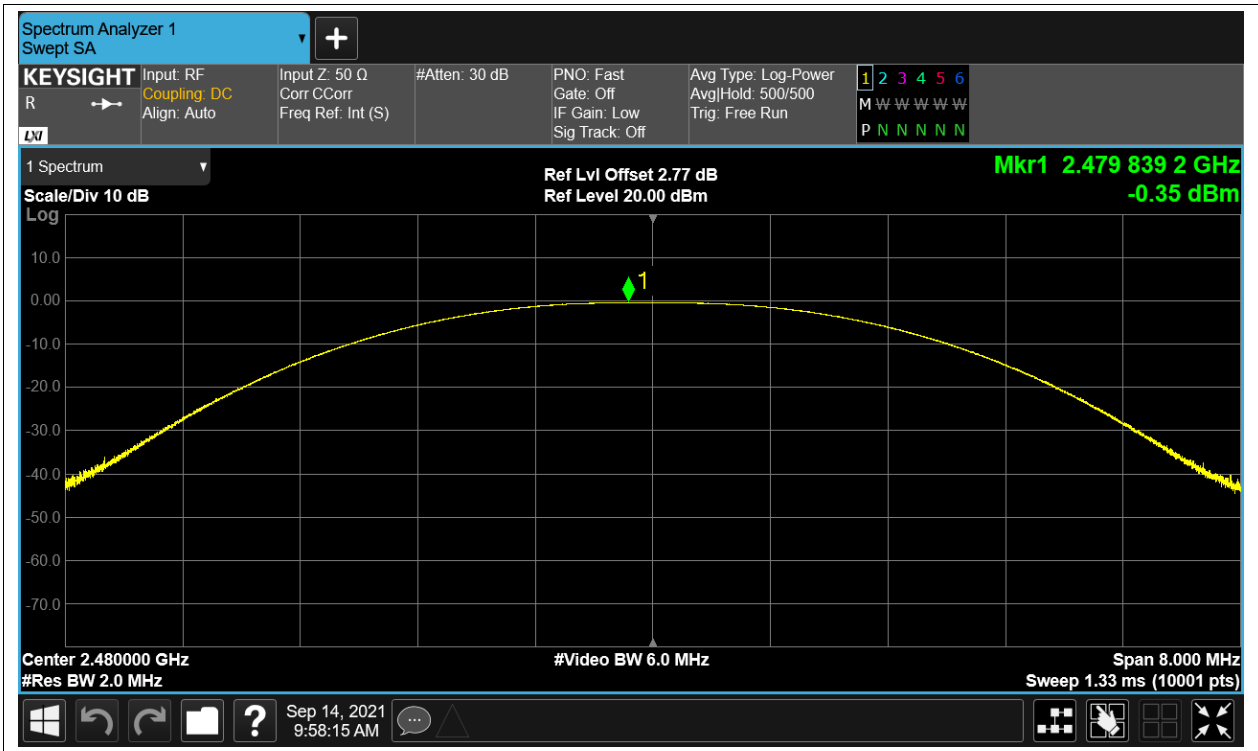 Spectrum Analyzer 1
Swept SA
KEYSIGHT
R
LXI
Input: RF
Coupling: DC
Align: Auto
Input Z: 50 Ω
Corr CCorr
Freq Ref: Int (S)
#Atten: 30 dB
PNO: Fast
Gate: Off
IF Gain: Low
Sig Track: Off
Avg Type: Log-Power
Avg|Hold: 500/500
Trig: Free Run
1 2 3 4 5 6
M W W W W W
P N N N N N
1 Spectrum
Scale/Div 10 dB
Log
Ref Lvl Offset 2.77 dB
Ref Level 20.00 dBm
Mkr1 2.479 839 2 GHz
-0.35 dBm
1
10.0
0.00
-10.0
-20.0
-30.0
-40.0
-50.0
-60.0
-70.0
Center 2.480000 GHz
#Res BW 2.0 MHz
#Video BW 6.0 MHz
Span 8.000 MHz
Sweep 1.33 ms (10001 pts)
?
Sep 14, 2021
9:58:15 AM